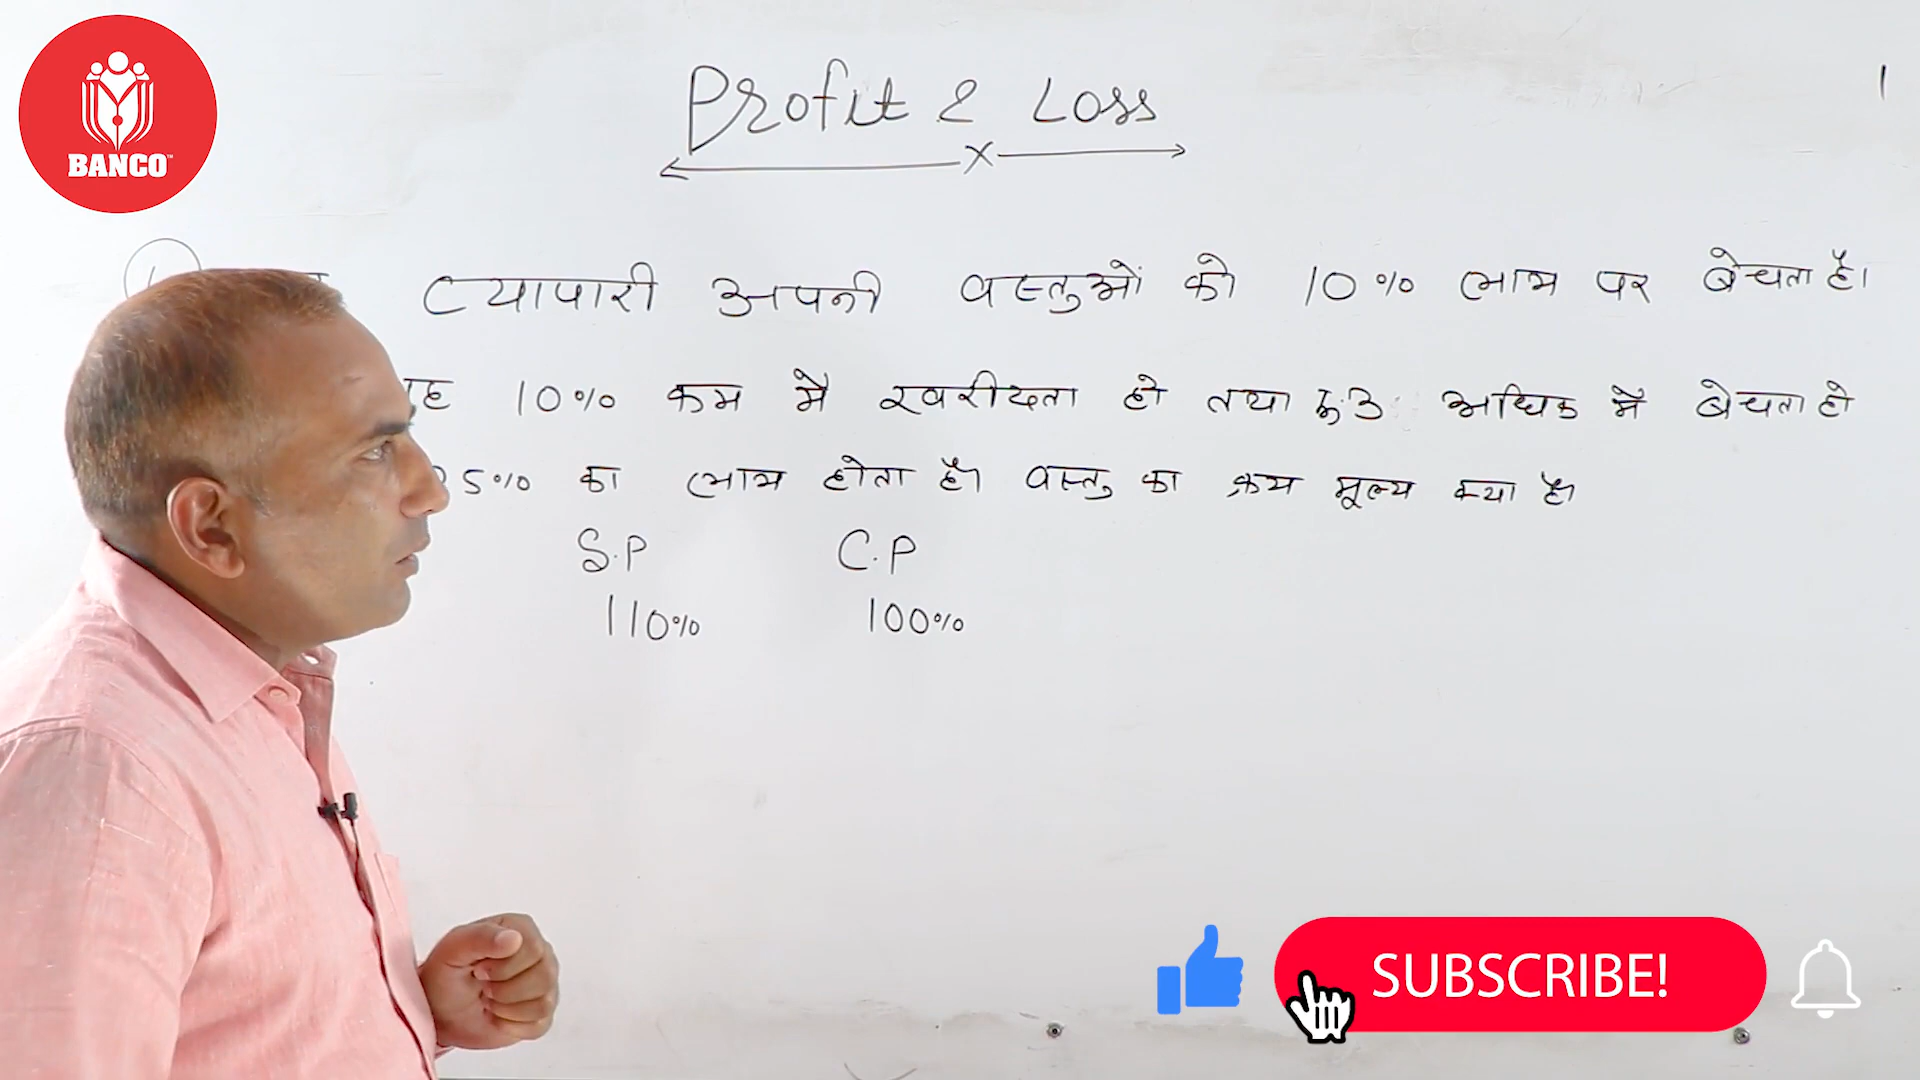 BANCO
Profit & Loss
1
व्यापारी अपनी वस्तुओं को 10% लाभ पर बेचता है।
10% कम में खरीदता हो तथा रु.3 अधिक में बेचता हो
5% का लाभ होता है। वस्तु का क्रय मूल्य क्या है।
S.P C.P
110% 100%
SUBSCRIBE!